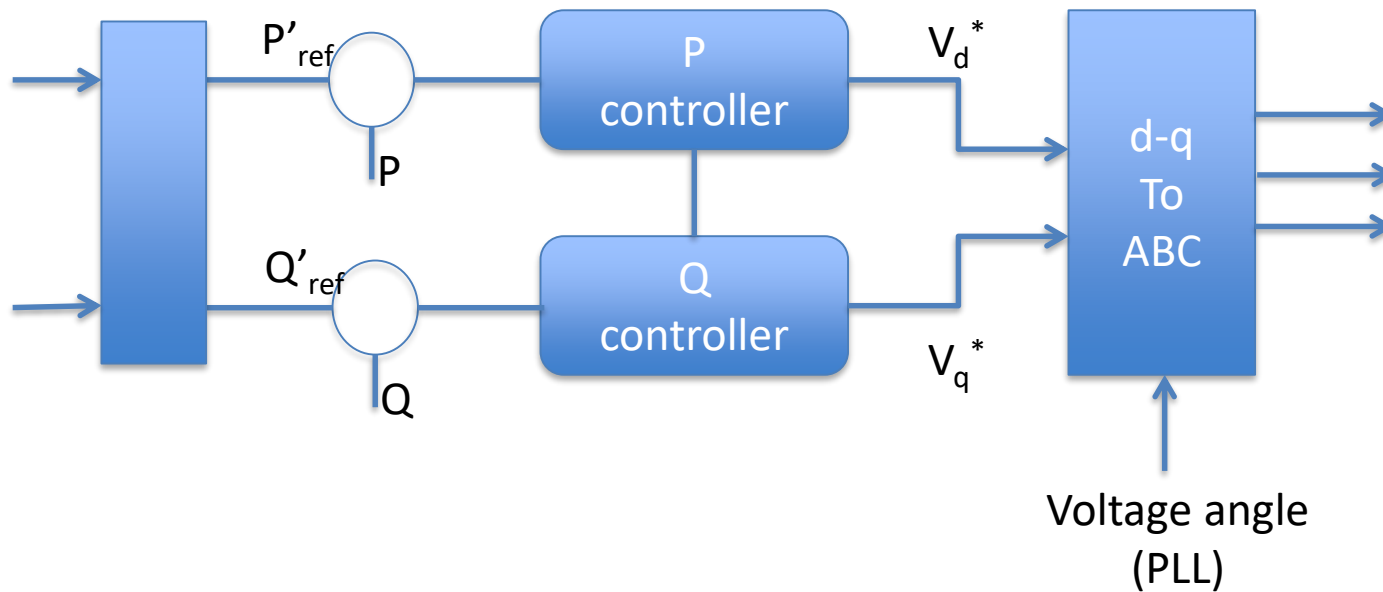 P’ref
P
controller
Vd*
P
d-q
To
ABC
Q’ref
Q
controller
Vq*
Q
Voltage angle
(PLL)